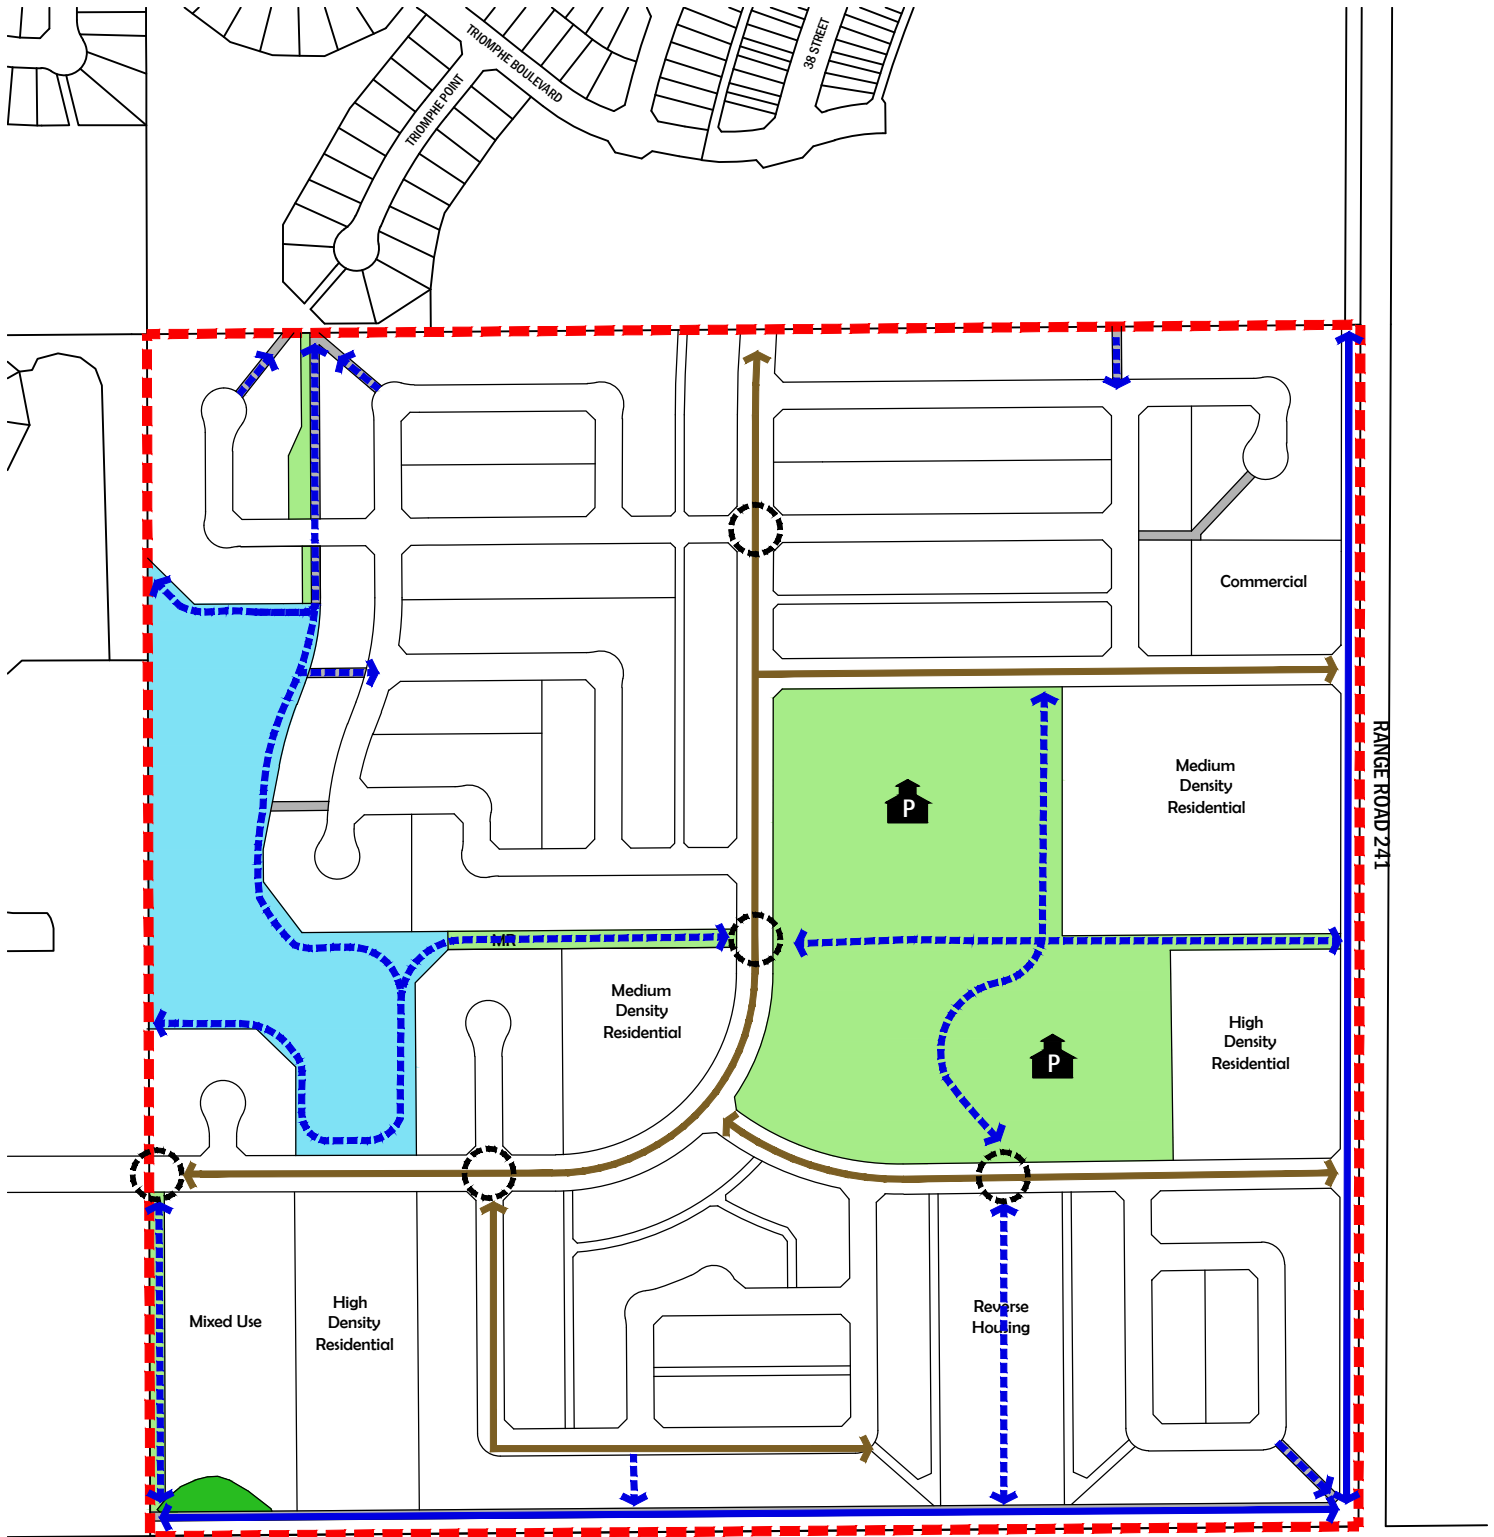 TRIOMPHE BOULEVARD
38 STREET
TRIOMPHE POINT
Commercial
RANGE ROAD 241
Medium
Density
Residential
P
MR
Medium
Density
Residential
High
Density
Residential
P
Mixed Use
High
Density
Residential
Reverse
Housing